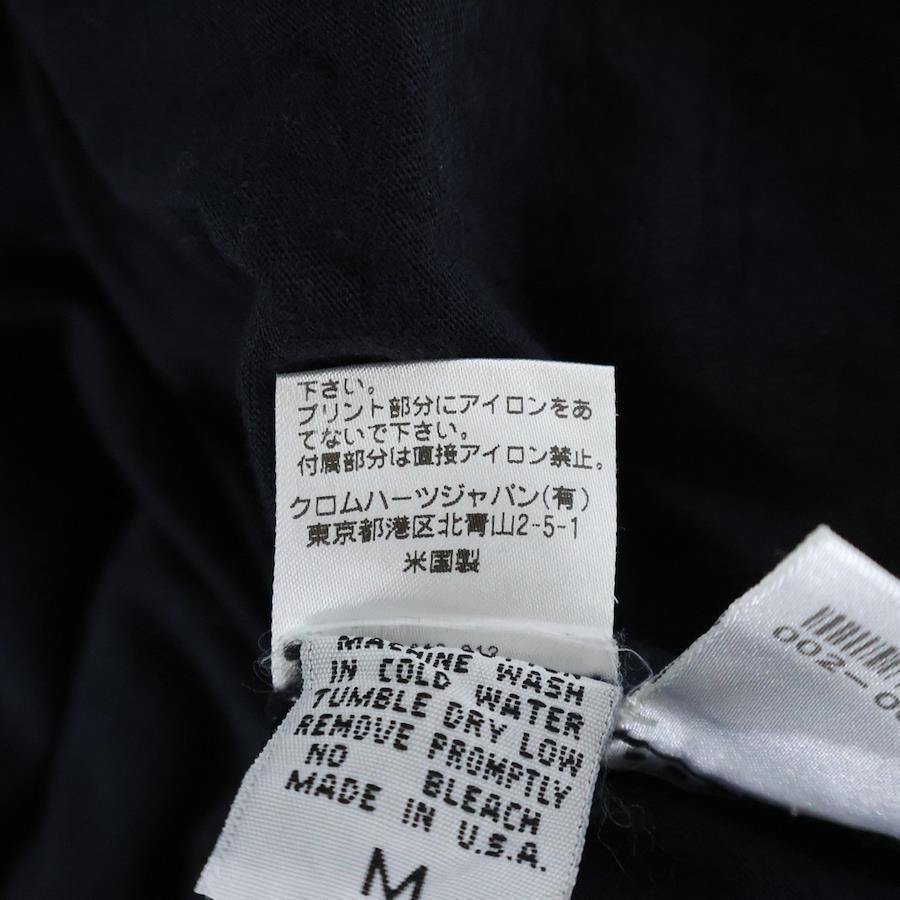 下さい。
プリント部分にアイロンをあ
てないで下さい。
付属部分は直接アイロン禁止。
クロムハーツジャパン(有)
東京都港区北青山2-5-1
米国製
MACHINE WASH
IN COLD WATER
TUMBLE DRY LOW
REMOVE PROMPTLY
NO BLEACH
MADE IN U.S.A.
M
002-0